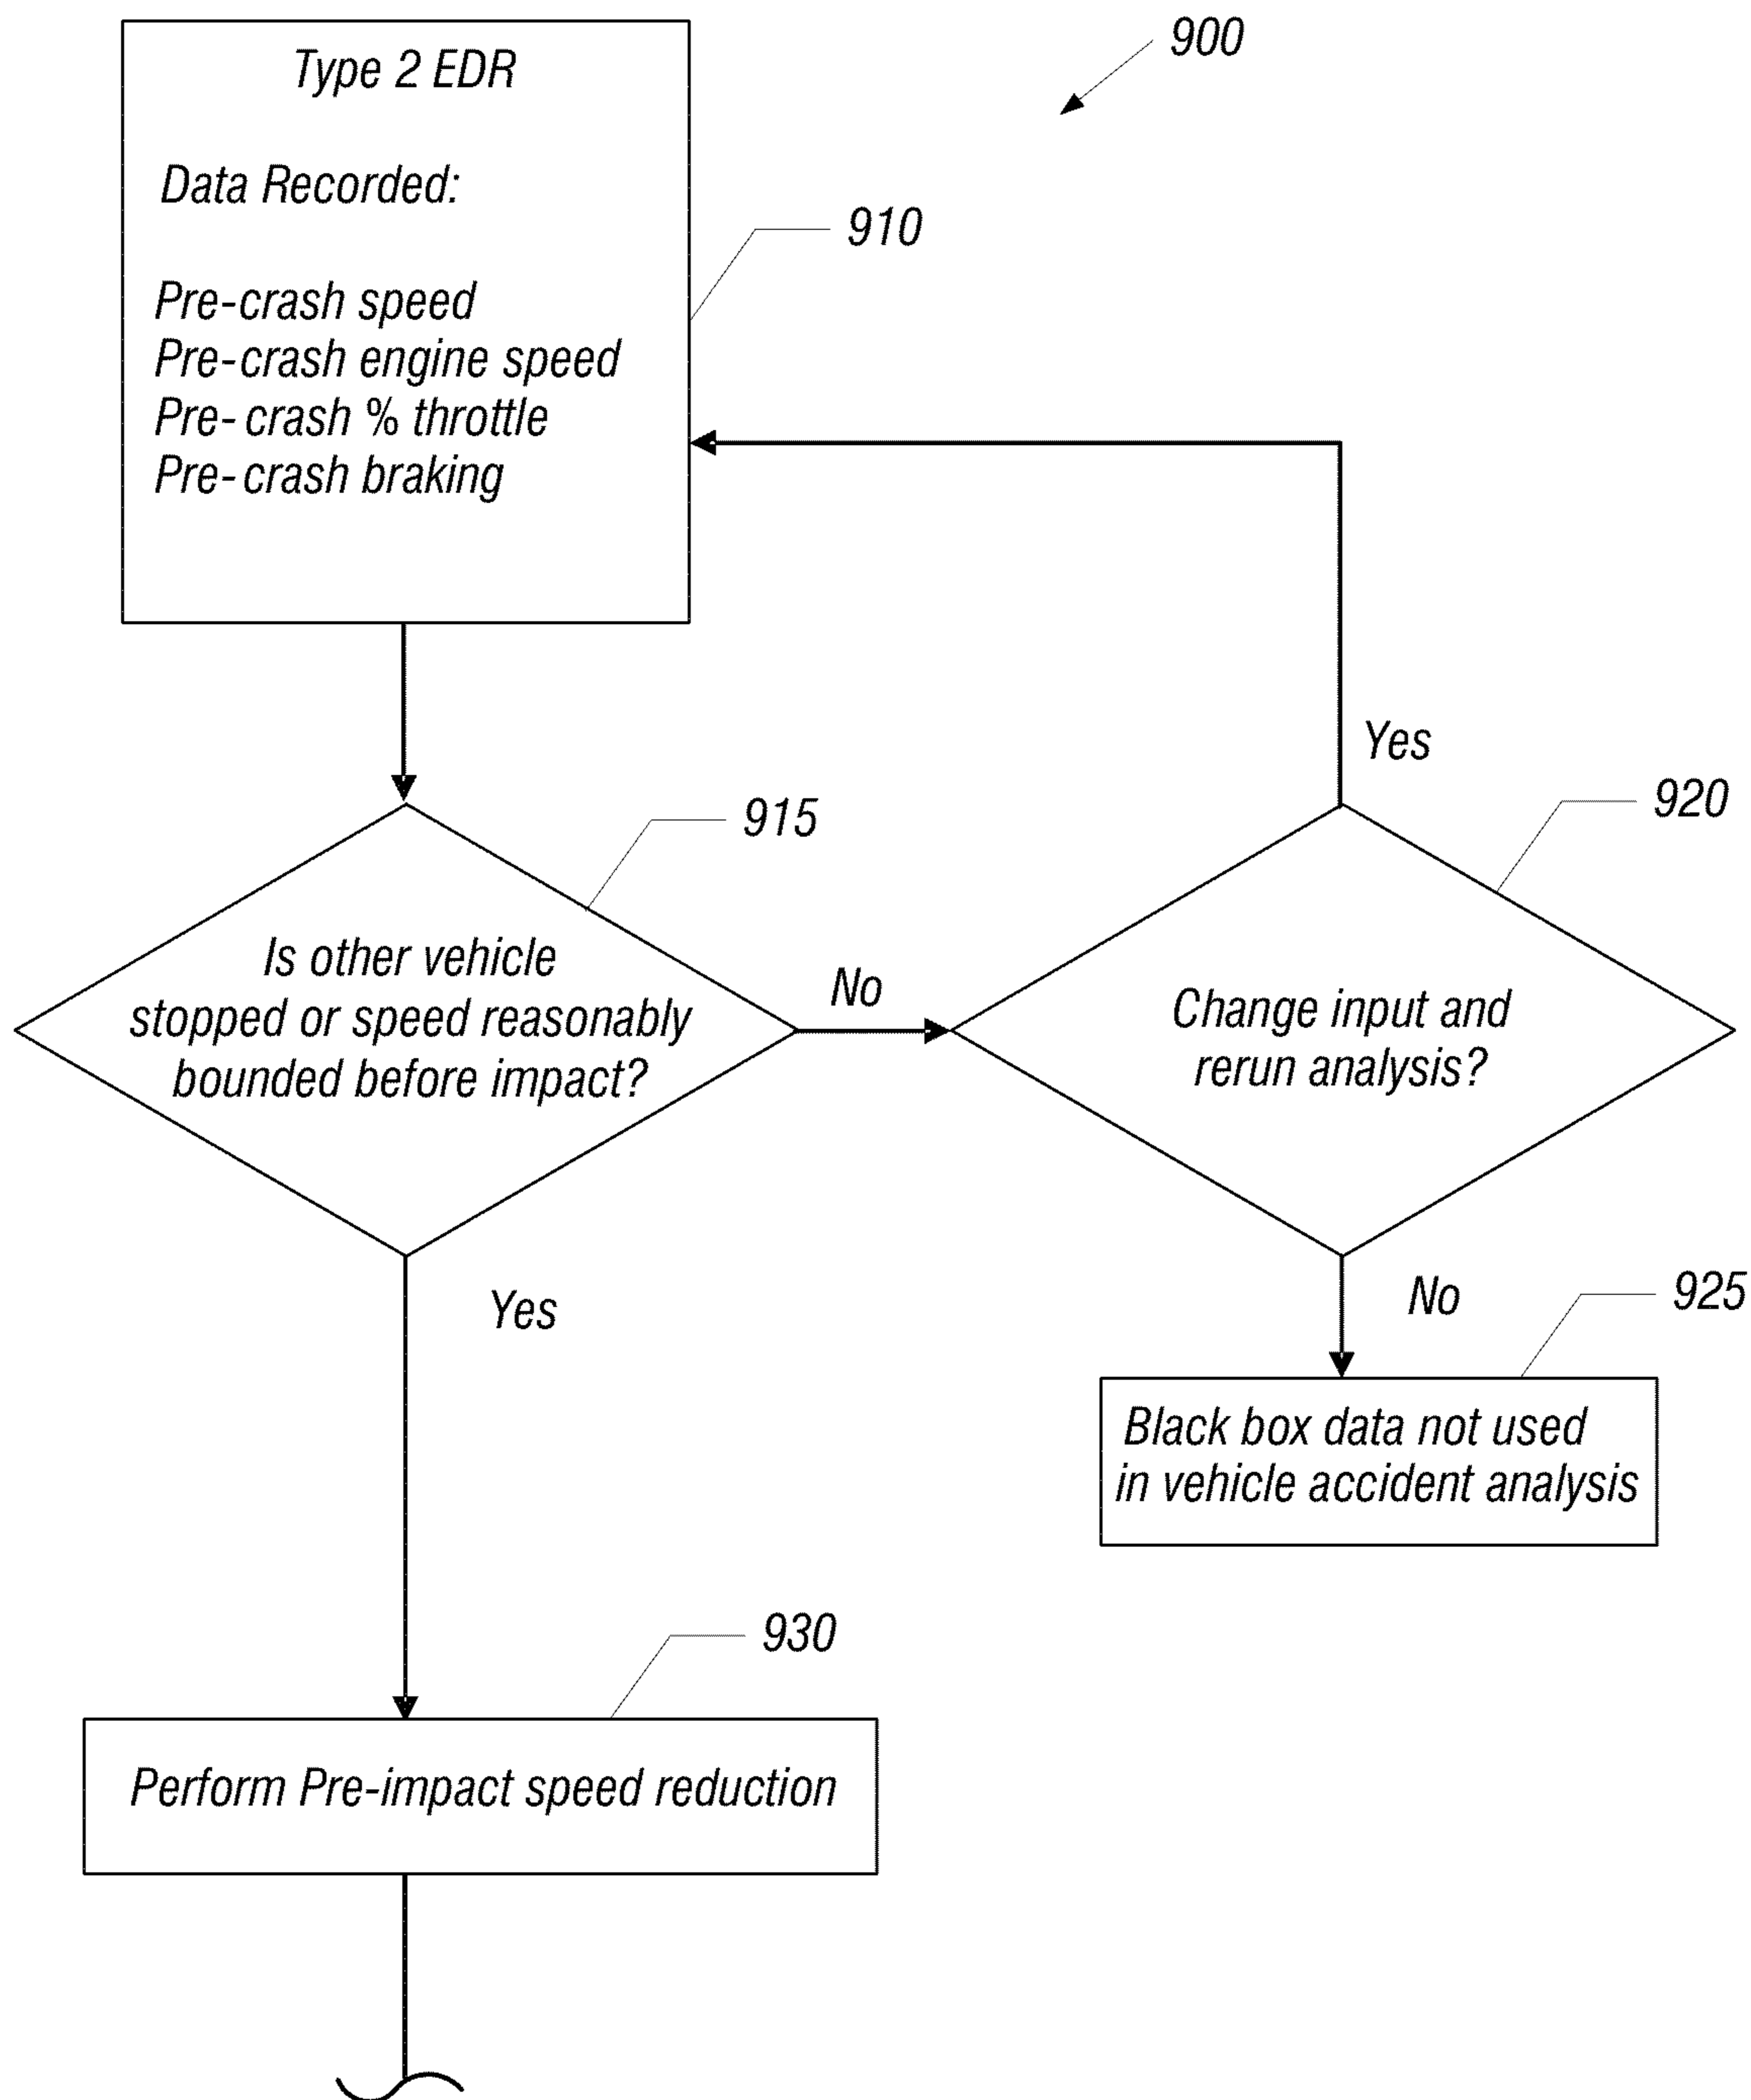 900
Type 2 EDR
Data Recorded:
910
Pre-crash speed
Pre-crash engine speed
Pre-crash % throttle
Pre-crash braking
Yes
920
915
Is other vehicle
stopped or speed reasonably
bounded before impact?
No
Change input and
rerun analysis?
Yes
No
925
Black box data not used
in vehicle accident analysis
930
Perform Pre-impact speed reduction